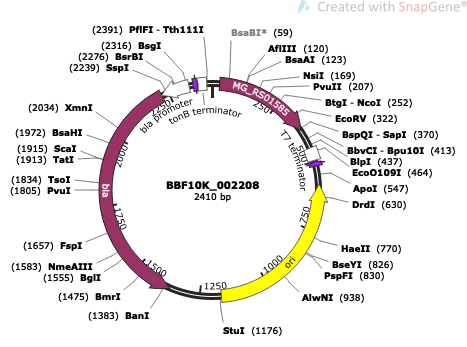 Created with SnapGene®
(2391) PflFI - Tth111I
(2316) BsgI
(2276) BsrBI
(2239) SspI
(2034) XmnI
(1972) BsaHI
(1915) ScaI
(1913) TatI
(1834) TsoI
(1805) PvuI
(1657) FspI
(1583) NmeAIII
(1555) BglI
(1475) BmrI
(1383) BanI
BsaBI* (59)
AflIII (120)
BsaAI (123)
NsiI (169)
PvuII (207)
BtgI - NcoI (252)
EcoRV (322)
BspQI - SapI (370)
BbvCI - Bpu10I (413)
BlpI (437)
EcoO109I (464)
ApoI (547)
DrdI (630)
HaeII (770)
BseYI (826)
PspFI (830)
AlwNI (938)
StuI (1176)
MG_RS01585
bla promoter
tonB terminator
T7 terminator
bla
ori
250
500
750
1000
1250
1500
1750
2000
2250
BBF10K_002208
2410 bp